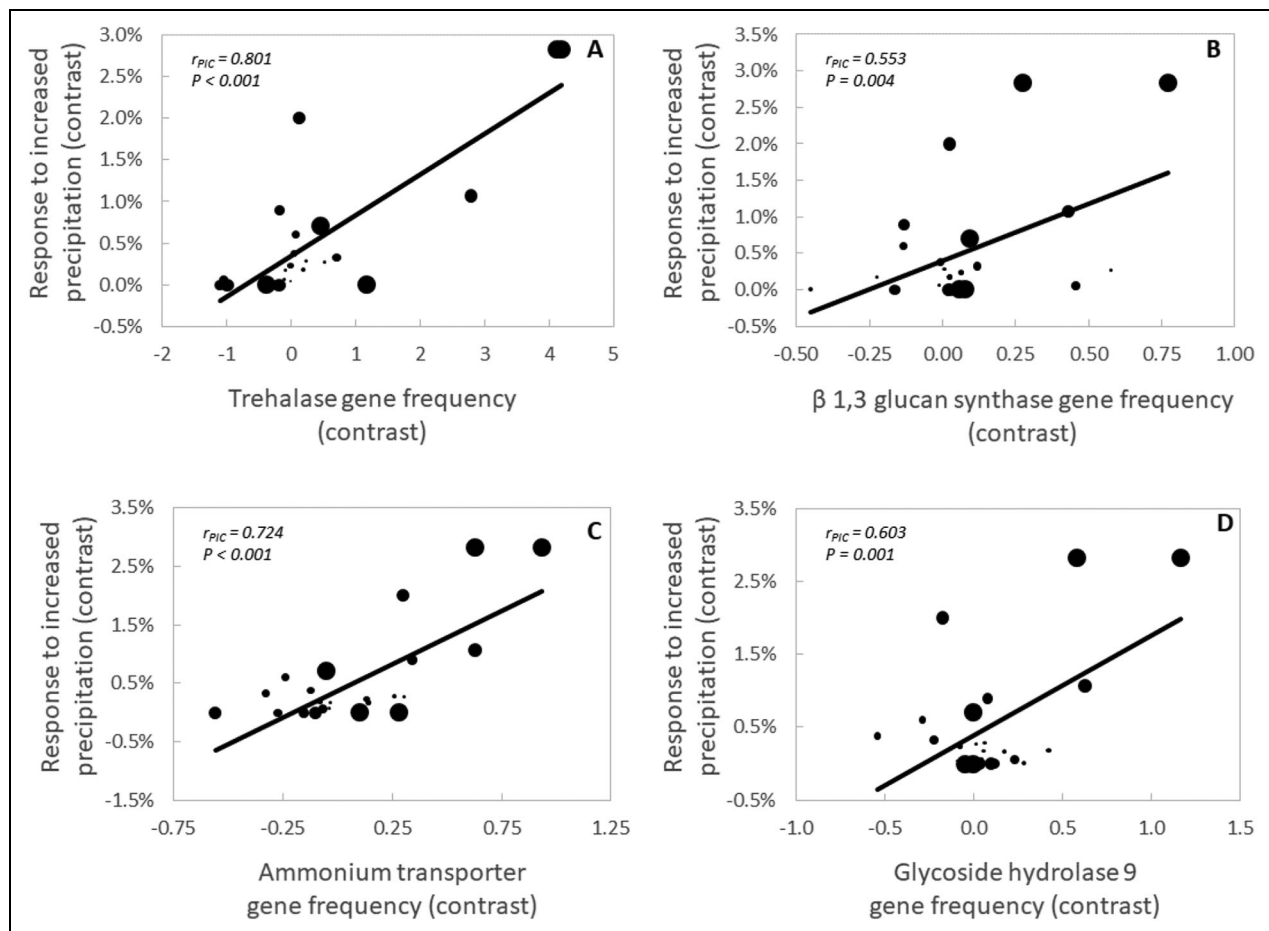 3.0%
2.5%
2.0%
1.5%
1.0%
0.5%
0.0%
-0.5%
Response to increased
precipitation (contrast)
r_PIC = 0.801
P < 0.001
A
-2
-1
0
1
2
3
4
5
Trehalase gene frequency
(contrast)
3.5%
3.0%
2.5%
2.0%
1.5%
1.0%
0.5%
0.0%
-0.5%
Response to increased
precipitation (contrast)
r_PIC = 0.553
P = 0.004
B
-0.50
-0.25
0.00
0.25
0.50
0.75
1.00
β 1,3 glucan synthase gene frequency
(contrast)
3.5%
2.5%
1.5%
0.5%
-0.5%
-1.5%
Response to increased
precipitation (contrast)
r_PIC = 0.724
P < 0.001
C
-0.75
-0.25
0.25
0.75
1.25
Ammonium transporter
gene frequency (contrast)
3.5%
2.5%
1.5%
0.5%
-0.5%
Response to increased
precipitation (contrast)
r_PIC = 0.603
P = 0.001
D
-1.0
-0.5
0.0
0.5
1.0
1.5
Glycoside hydrolase 9
gene frequency (contrast)